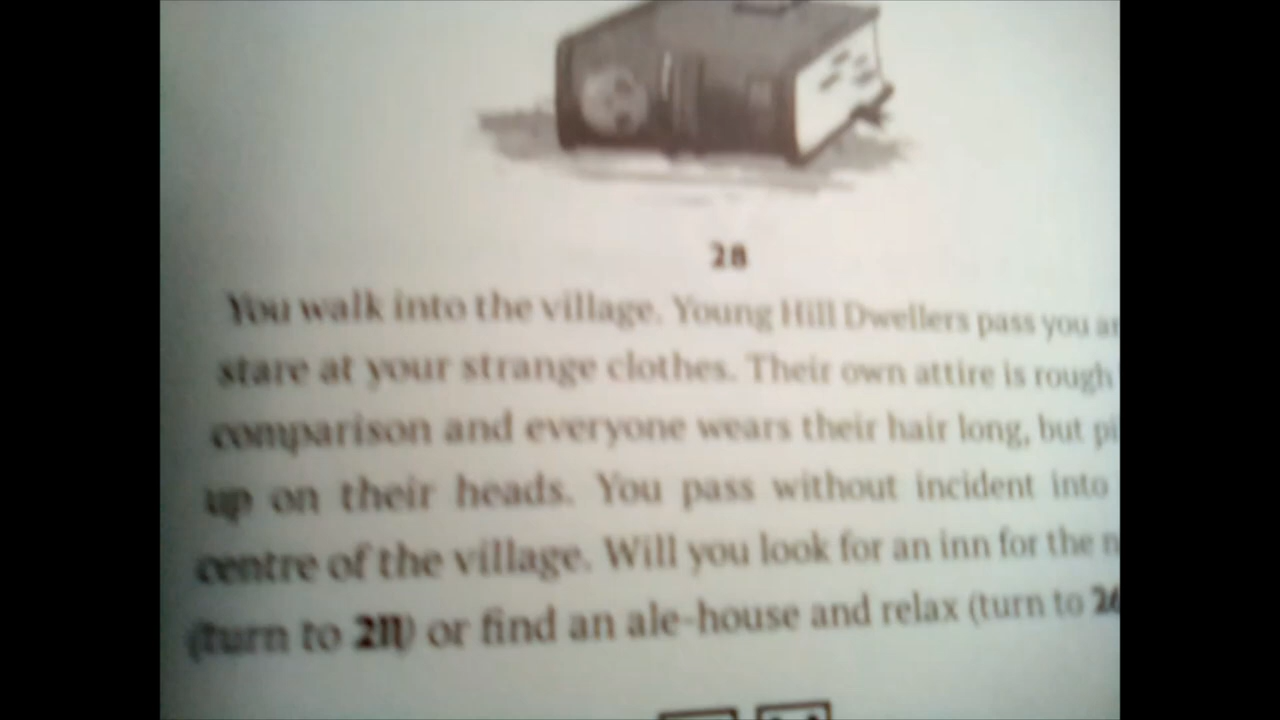 28
You walk into the village. Young Hill Dwellers pass you
stare at your strange clothes. Their own attire is rough
comparison and everyone wears their hair long, but
up on their heads. You pass without incident into
centre of the village. Will you look for an inn for the
(turn to 211) or find an ale-house and relax (turn to